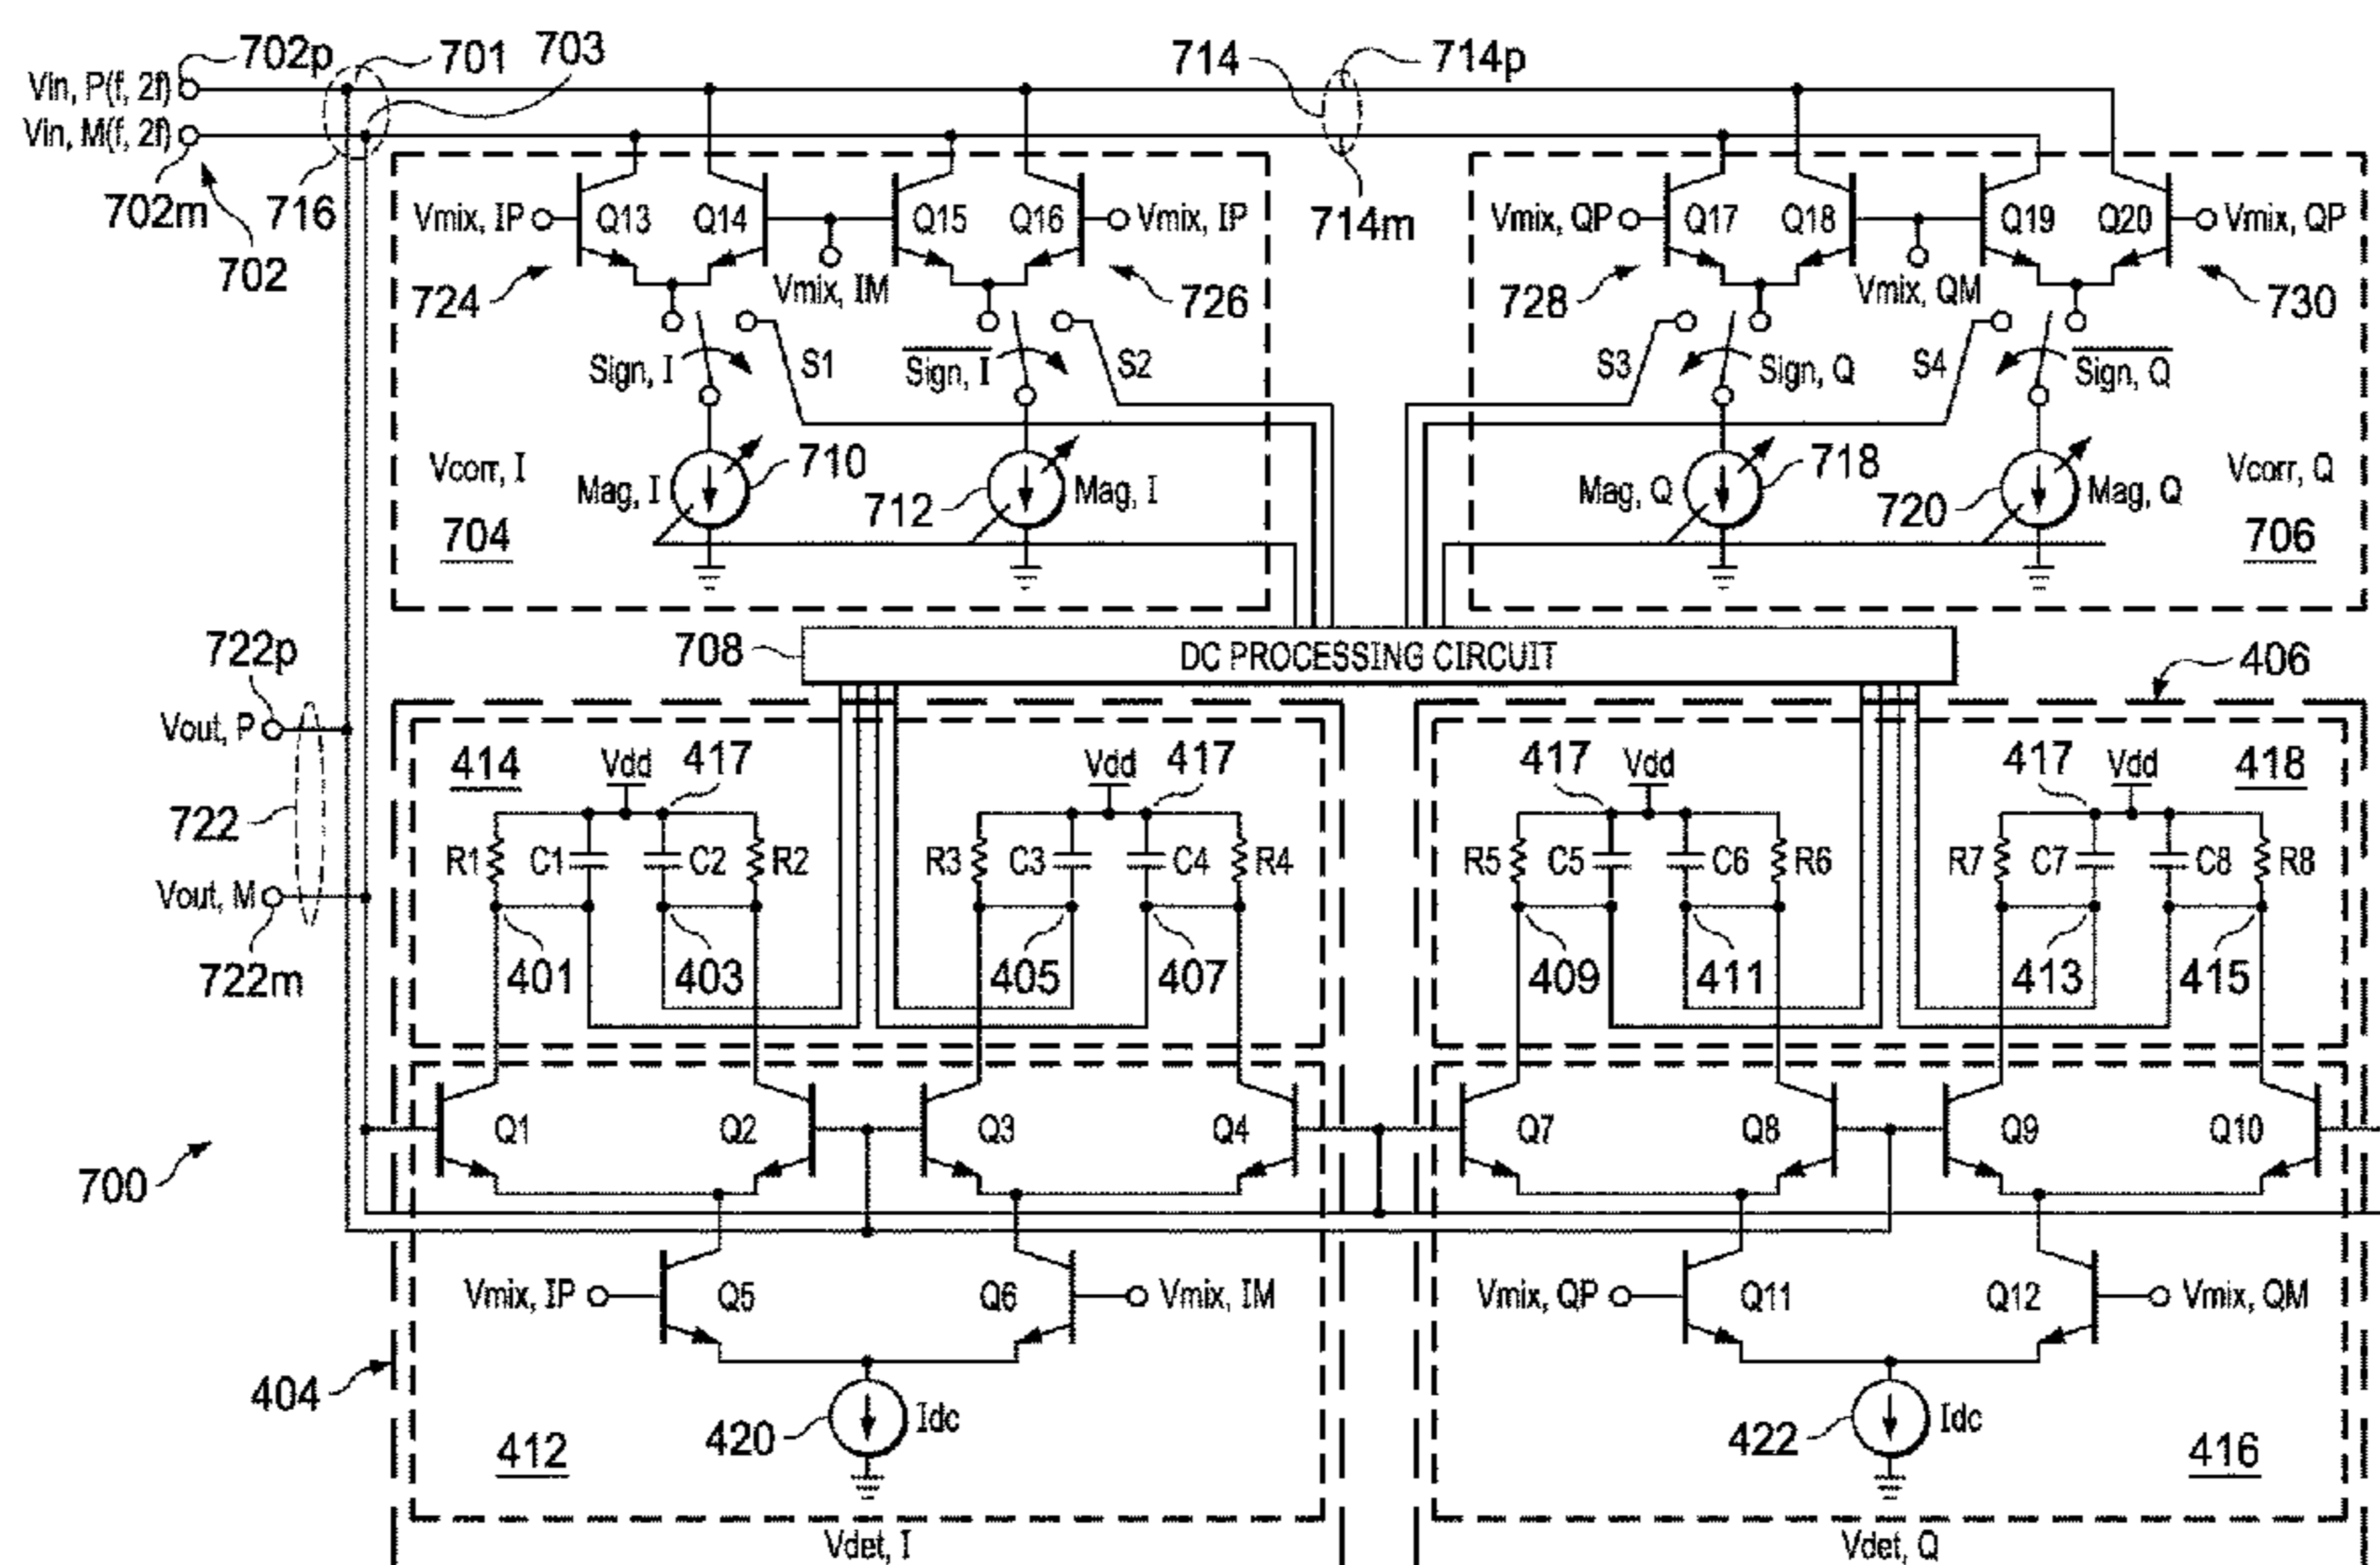 702p 701 703 714 714p
Vin, P(f, 2f)
Vin, M(f, 2f)
702m 702 716 714m
Vmix, IP Q13 Q14 Q15 Q16 Vmix, IP
Vmix, QP Q17 Q18 Q19 Q20 Vmix, QP
724 Vmix, IM 726 728 Vmix, QM 730
Sign, I S1 Sign, I S2 S3 Sign, Q S4 Sign, Q
Vcorr, I Mag, I 710 712 Mag, I
Mag, Q 718 720 Mag, Q Vcorr, Q
704 706
708 DC PROCESSING CIRCUIT 406
722p
Vout, P
722
Vout, M
722m
414 Vdd 417 Vdd 417 417 Vdd 417 Vdd 418
R1 C1 C2 R2 R3 C3 C4 R4 R5 C5 C6 R6 R7 C7 C8 R8
401 403 405 407 409 411 413 415
700
Q1 Q2 Q3 Q4 Q7 Q8 Q9 Q10
Vmix, IP Q5 Q6 Vmix, IM Vmix, QP Q11 Q12 Vmix, QM
404
412 420 Idc 422 Idc 416
Vdet, I Vdet, Q